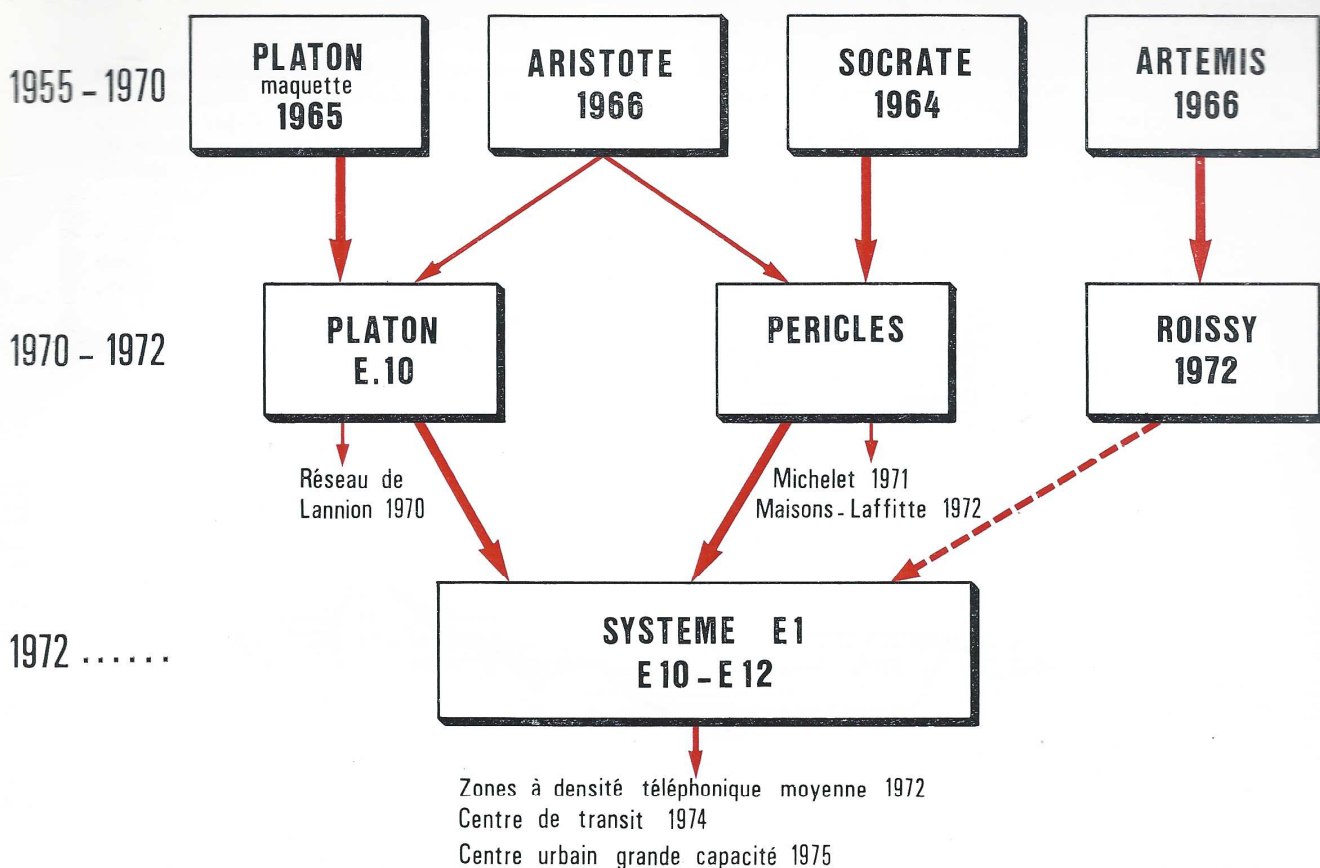 1955 – 1970
PLATON
maquette
1965
ARISTOTE
1966
SOCRATE
1964
ARTEMIS
1966
1970 – 1972
PLATON
E.10
PERICLES
ROISSY
1972
Réseau de
Lannion 1970
Michelet 1971
Maisons-Laffitte 1972
1972 ......
SYSTEME E1
E10 – E12
Zones à densité téléphonique moyenne 1972
Centre de transit 1974
Centre urbain grande capacité 1975